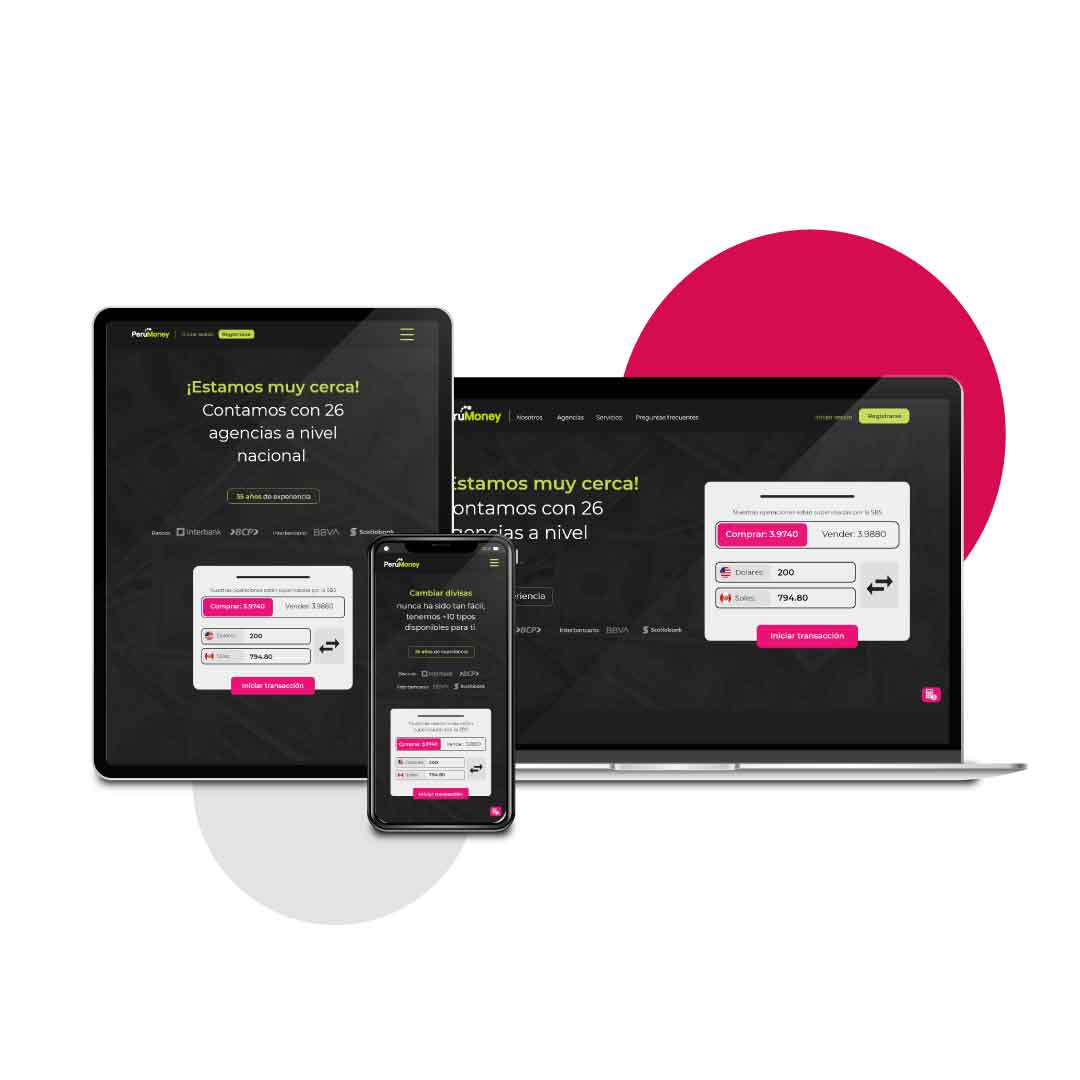 PeruMoney
Iniciar sesión
Registrarse
¡Estamos muy cerca!
Contamos con 26
agencias a nivel
nacional
35 años de experiencia
Bancos:
Interbank
BCP
Interbancario:
BBVA
Scotiabank
Nuestras operaciones están supervisadas por la SBS
Comprar: 3.9740
Vender: 3.9880
Dolares:
200
Soles:
794.80
Iniciar transacción
PeruMoney
Cambiar divisas
nunca ha sido tan fácil,
tenemos +10 tipos
disponibles para ti
35 años de experiencia
Bancos:
Interbank
BCP
Interbancario:
BBVA
Scotiabank
Nuestras operaciones están
supervisadas por la SBS
Comprar: 3.9740
Vender: 3.9880
Dolares:
200
Soles:
794.80
Iniciar transacción
ruMoney
Nosotros
Agencias
Servicios
Preguntas frecuentes
Iniciar sesión
Registrarse
Estamos muy cerca!
ontamos con 26
gencias a nivel
l
eriencia
BCP
Interbancario:
BBVA
Scotiabank
Nuestras operaciones están supervisadas por la SBS
Comprar: 3.9740
Vender: 3.9880
Dolares:
200
Soles:
794.80
Iniciar transacción